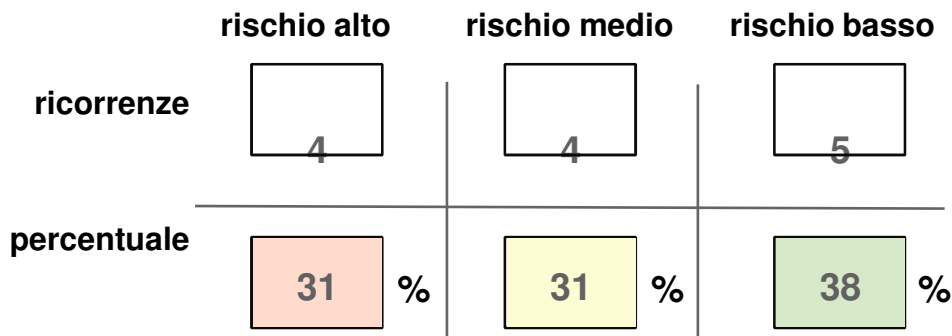 rischio alto rischio medio rischio basso
ricorrenze 4 4 5
percentuale 31 % 31 % 38 %